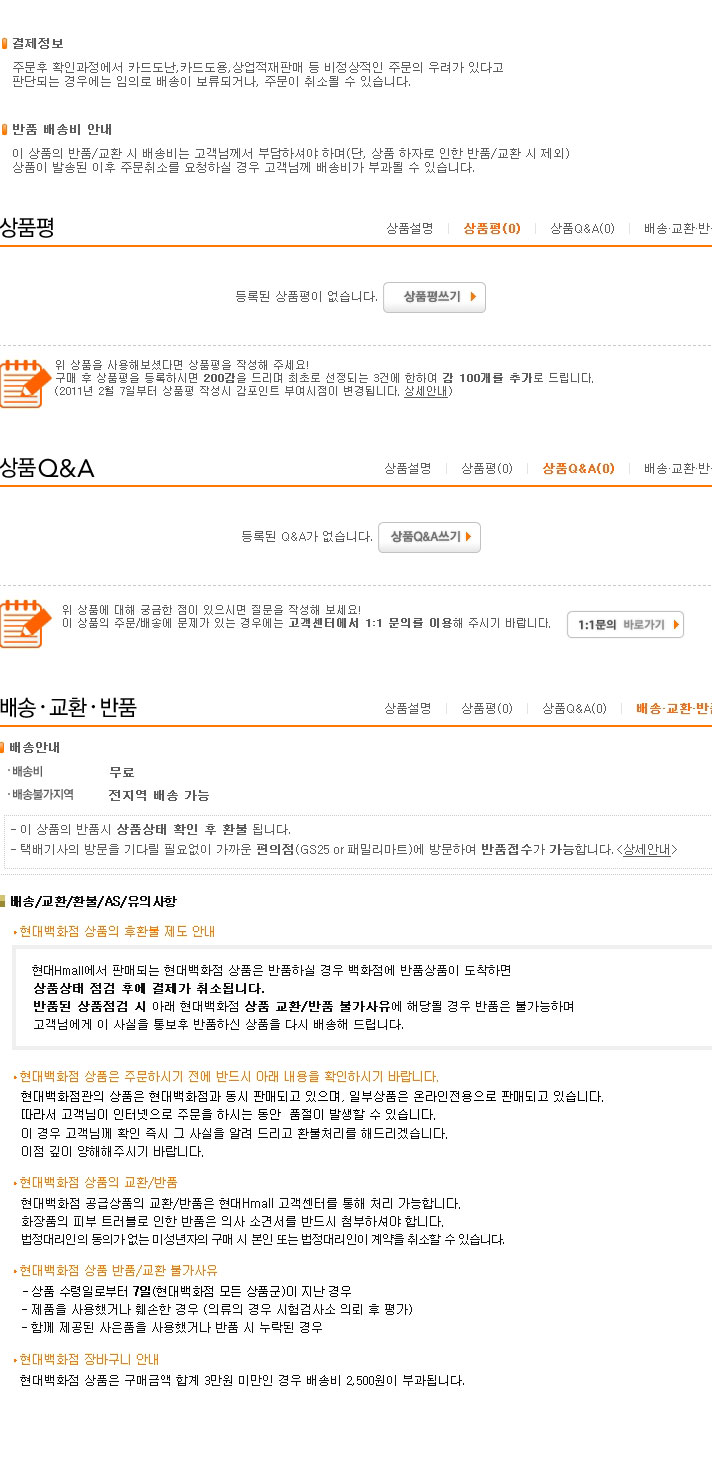 결제정보
주문후 확인과정에서 카드도난,카드도용,상업적재판매 등 비정상적인 주문의 우려가 있다고
판단되는 경우에는 임의로 배송이 보류되거나, 주문이 취소될 수 있습니다.
반품 배송비 안내
이 상품의 반품/교환 시 배송비는 고객님께서 부담하셔야 하며(단, 상품 하자로 인한 반품/교환 시 제외)
상품이 발송된 이후 주문취소를 요청하실 경우 고객님께 배송비가 부과될 수 있습니다.
상품평 상품설명 상품평(0) 상품Q&A(0) 배송·교환·반
등록된 상품평이 없습니다. 상품평쓰기
위 상품을 사용해보셨다면 상품평을 작성해 주세요!
구매 후 상품평을 등록하시면 200감을 드리며 최초로 선정되는 3건에 한하여 감 100개를 추가로 드립니다.
(2011년 2월 7일부터 상품평 작성시 감포인트 부여시점이 변경됩니다. 상세안내)
상품Q&A 상품설명 상품평(0) 상품Q&A(0) 배송·교환·반
등록된 Q&A가 없습니다. 상품Q&A쓰기
위 상품에 대해 궁금한 점이 있으시면 질문을 작성해 보세요!
이 상품의 주문/배송에 문제가 있는 경우에는 고객센터에서 1:1 문의를 이용해 주시기 바랍니다. 1:1문의 바로가기
배송·교환·반품 상품설명 상품평(0) 상품Q&A(0) 배송·교환·반
배송안내
·배송비 무료
·배송불가지역 전지역 배송 가능
- 이 상품의 반품시 상품상태 확인 후 환불 됩니다.
- 택배기사의 방문을 기다릴 필요없이 가까운 편의점(GS25 or 패밀리마트)에 방문하여 반품접수가 가능합니다.<상세안내>
배송/교환/환불/AS/유의사항
현대백화점 상품의 후환불 제도 안내
현대Hmall에서 판매되는 현대백화점 상품은 반품하실 경우 백화점에 반품상품이 도착하면
상품상태 점검 후에 결제가 취소됩니다.
반품된 상품점검 시 아래 현대백화점 상품 교환/반품 불가사유에 해당될 경우 반품은 불가능하며
고객님에게 이 사실을 통보후 반품하신 상품을 다시 배송해 드립니다.
현대백화점 상품은 주문하시기 전에 반드시 아래 내용을 확인하시기 바랍니다.
현대백화점관의 상품은 현대백화점과 동시 판매되고 있으며, 일부상품은 온라인전용으로 판매되고 있습니다.
따라서 고객님이 인터넷으로 주문을 하시는 동안 품절이 발생할 수 있습니다.
이 경우 고객님께 확인 즉시 그 사실을 알려 드리고 환불처리를 해드리겠습니다.
이점 깊이 양해해주시기 바랍니다.
현대백화점 상품의 교환/반품
현대백화점 공급상품의 교환/반품은 현대Hmall 고객센터를 통해 처리 가능합니다.
화장품의 피부 트러블로 인한 반품은 의사 소견서를 반드시 첨부하셔야 합니다.
법정대리인의 동의가 없는 미성년자의 구매 시 본인 또는 법정대리인이 계약을 취소할 수 있습니다.
현대백화점 상품 반품/교환 불가사유
- 상품 수령일로부터 7일(현대백화점 모든 상품군)이 지난 경우
- 제품을 사용했거나 훼손한 경우 (의류의 경우 시험검사소 의뢰 후 평가)
- 함께 제공된 사은품을 사용했거나 반품 시 누락된 경우
현대백화점 장바구니 안내
현대백화점 상품은 구매금액 합계 3만원 미만인 경우 배송비 2,500원이 부과됩니다.